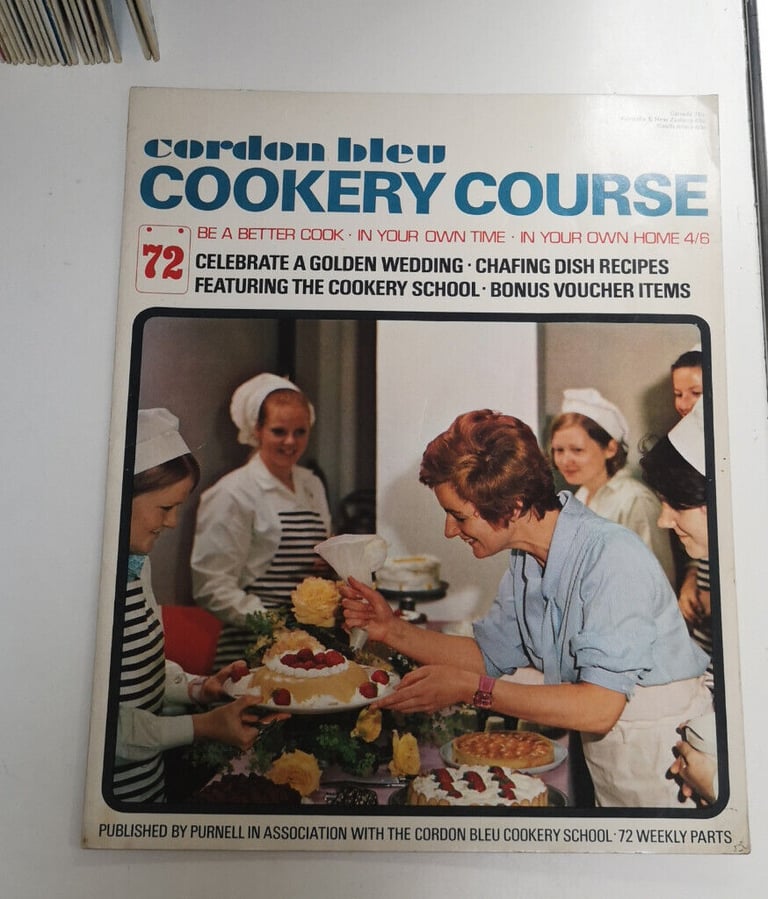 cordon bleu
COOKERY COURSE
72
BE A BETTER COOK · IN YOUR OWN TIME · IN YOUR OWN HOME 4/6
CELEBRATE A GOLDEN WEDDING · CHAFING DISH RECIPES
FEATURING THE COOKERY SCHOOL · BONUS VOUCHER ITEMS
PUBLISHED BY PURNELL IN ASSOCIATION WITH THE CORDON BLEU COOKERY SCHOOL · 72 WEEKLY PARTS